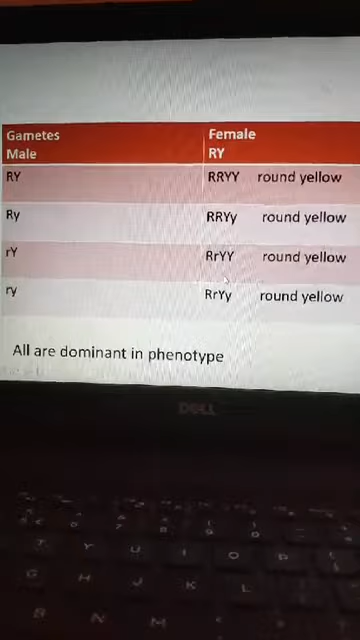 Gametes Female
Male RY
RY RRYY round yellow
Ry RRYy round yellow
rY RrYY round yellow
ry RrYy round yellow
All are dominant in phenotype
DELL
T Y U I O P
G H J K L
B N M